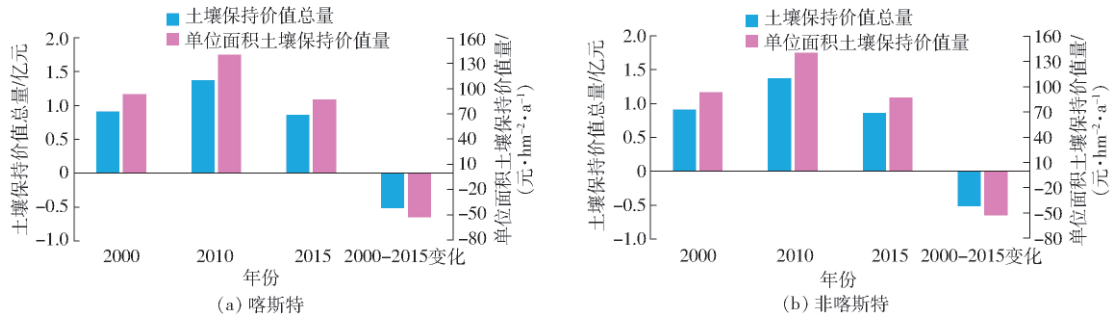 土壤保持价值总量
单位面积土壤保持价值量
土壤保持价值总量/亿元
2.0
1.5
1.0
0.5
0
-0.5
-1.0
160
130
100
70
40
10
-20
-50
-80
单位面积土壤保持价值量/
(元·hm⁻²·a⁻¹)
2000 2010 2015 2000-2015变化
年份
(a) 喀斯特
土壤保持价值总量
单位面积土壤保持价值量
土壤保持价值总量/亿元
2.0
1.5
1.0
0.5
0
-0.5
-1.0
160
130
100
70
40
10
-20
-50
-80
单位面积土壤保持价值量/
(元·hm⁻²·a⁻¹)
2000 2010 2015 2000-2015变化
年份
(b) 非喀斯特